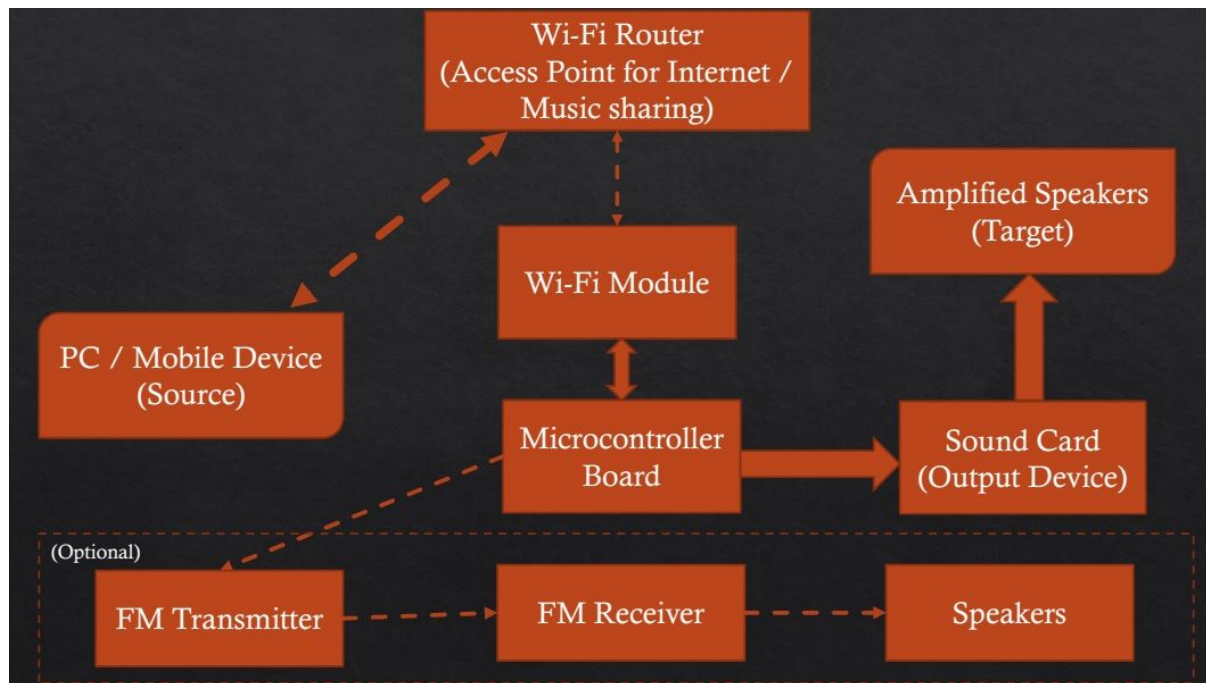 Wi-Fi Router
(Access Point for Internet /
Music sharing)
Amplified Speakers
(Target)
Wi-Fi Module
PC / Mobile Device
(Source)
Microcontroller
Board
Sound Card
(Output Device)
(Optional)
FM Transmitter
FM Receiver
Speakers